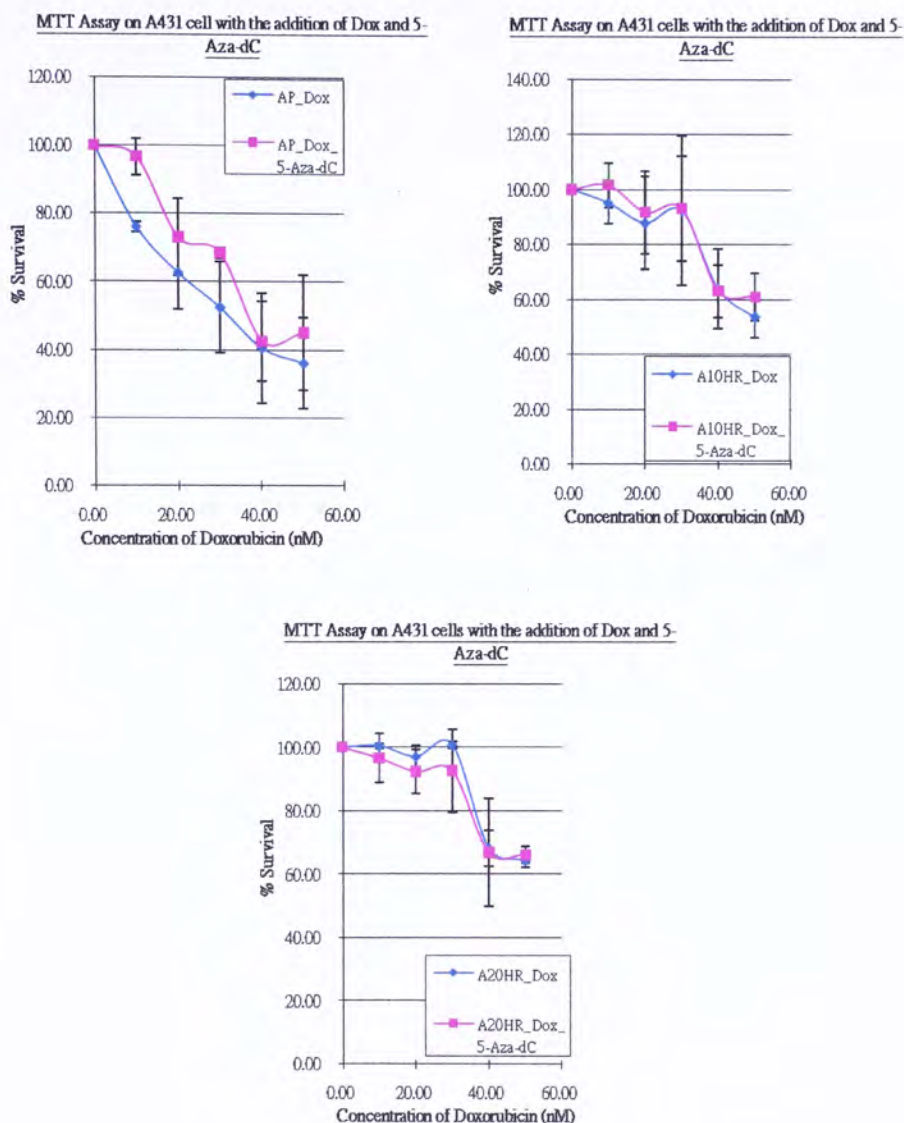 MTT Assay on A431 cell with the addition of Dox and 5-
Aza-dC
120.00
100.00
80.00
60.00
40.00
20.00
0.00
% Survival
AP_Dox
AP_Dox_
5-Aza-dC
0.00 20.00 40.00 60.00
Concentration of Doxorubicin (nM)
MTT Assay on A431 cells with the addition of Dox and 5-
Aza-dC
140.00
120.00
100.00
80.00
60.00
40.00
20.00
0.00
% Survival
A10HR_Dox
A10HR_Dox_
5-Aza-dC
0.00 20.00 40.00 60.00
Concentration of Doxorubicin (nM)
MTT Assay on A431 cells with the addition of Dox and 5-
Aza-dC
120.00
100.00
80.00
60.00
40.00
20.00
0.00
% Survival
A20HR_Dox
A20HR_Dox_
5-Aza-dC
0.00 20.00 40.00 60.00
Concentration of Doxorubicin (nM)